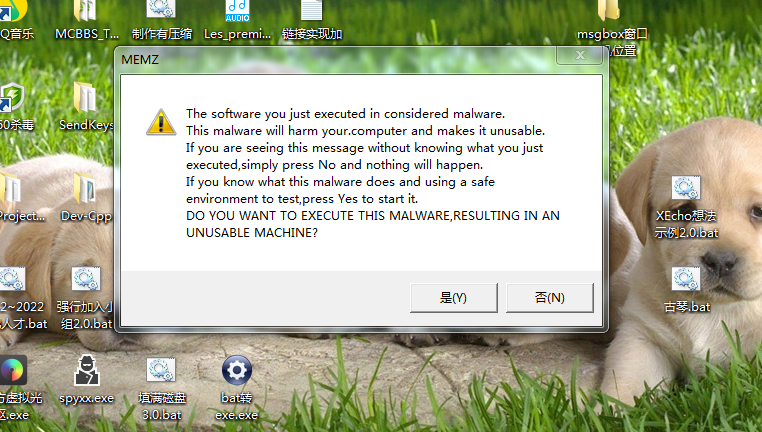 Q音乐
MCBBS_T...
制作有压缩
Les_premi...
链接实现加
msgbox窗口
位置
MEMZ
The software you just executed in considered malware.
This malware will harm your.computer and makes it unusable.
If you are seeing this message without knowing what you just
executed,simply press No and nothing will happen.
If you know what this malware does and using a safe
environment to test,press Yes to start it.
DO YOU WANT TO EXECUTE THIS MALWARE,RESULTING IN AN
UNUSABLE MACHINE?
是(Y)
否(N)
60杀毒
SendKeys
Project...
Dev-Cpp
XEcho想法
示例2.0.bat
2~2022
人才.bat
强行加入小
组2.0.bat
古琴.bat
方虚拟光
驱.exe
spyxx.exe
填满磁盘
3.0.bat
bat转
exe.exe
AUDIO